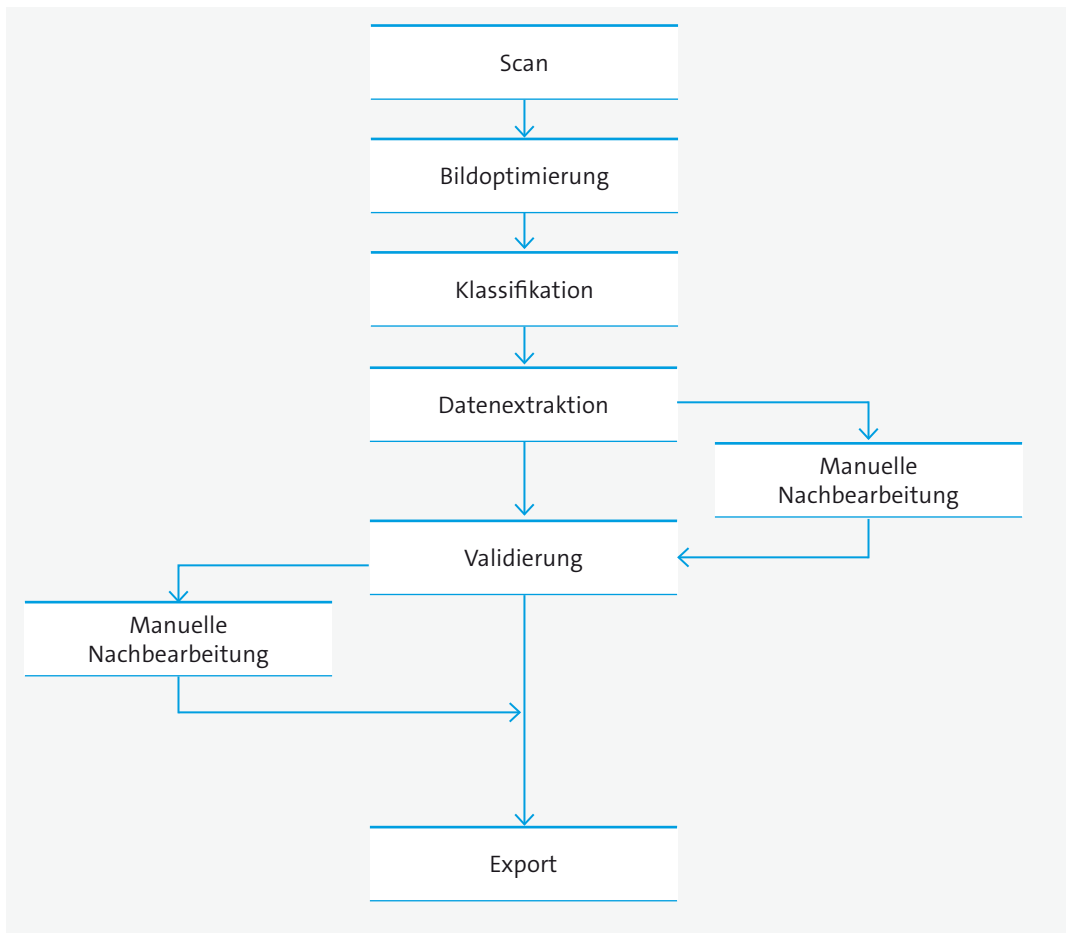 Scan
Bildoptimierung
Klassifikation
Datenextraktion
Manuelle
Nachbearbeitung
Validierung
Manuelle
Nachbearbeitung
Export